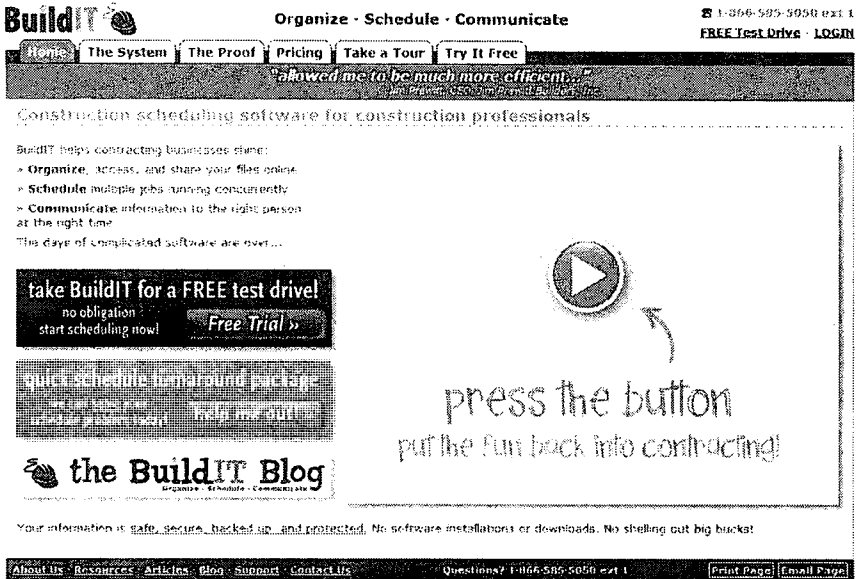 BuildIT
Organize · Schedule · Communicate
1-866-585-5050 ext 1
FREE Test Drive · LOGIN
Home The System The Proof Pricing Take a Tour Try It Free
"allowed me to be much more efficient..."
Construction scheduling software for construction professionals
BuildIT helps contracting businesses shine:
» Organize, access, and share your files online
» Schedule multiple jobs running concurrently
» Communicate information to the right person
at the right time
The days of complicated software are over...
take BuildIT for a FREE test drive!
no obligation
start scheduling now!
Free Trial »
quick schedule turnaround package
help me out!
press the button
put the fun back into contracting!
the BuildIT Blog
Organize · Schedule · Communicate
Your information is safe, secure, backed up, and protected. No software installations or downloads. No shelling out big bucks!
About Us · Resources · Articles · Blog · Support · Contact Us
Questions? 1-866-585-5050 ext 1
Print Page Email Page